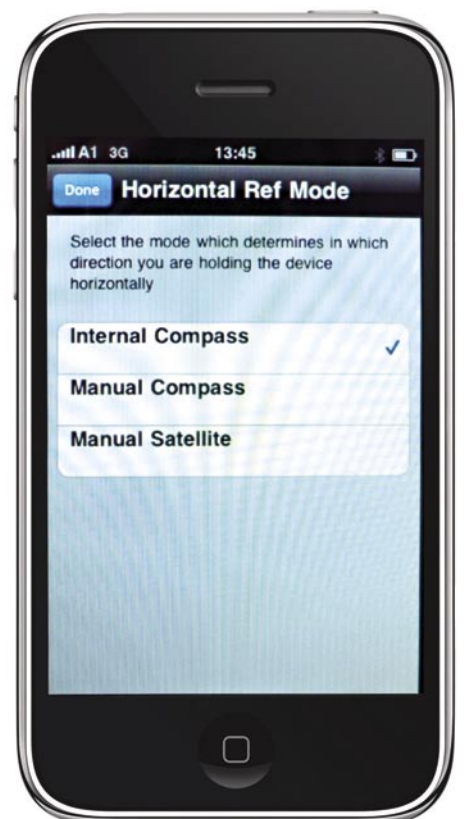 A1 3G 13:45
Done Horizontal Ref Mode
Select the mode which determines in which
direction you are holding the device
horizontally
Internal Compass
Manual Compass
Manual Satellite